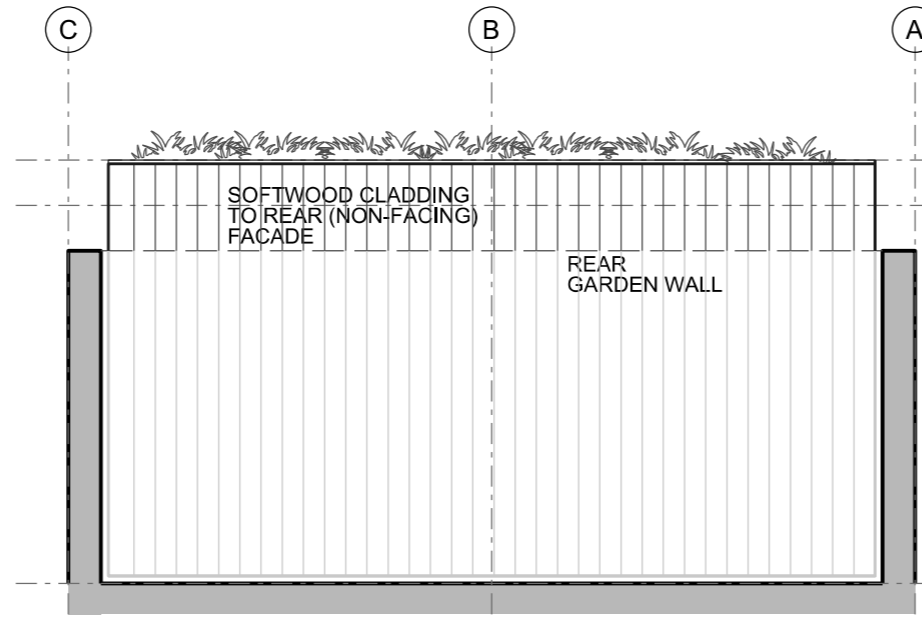 C
B
A
SOFTWOOD CLADDING
TO REAR (NON-FACING)
FACADE
REAR
GARDEN WALL